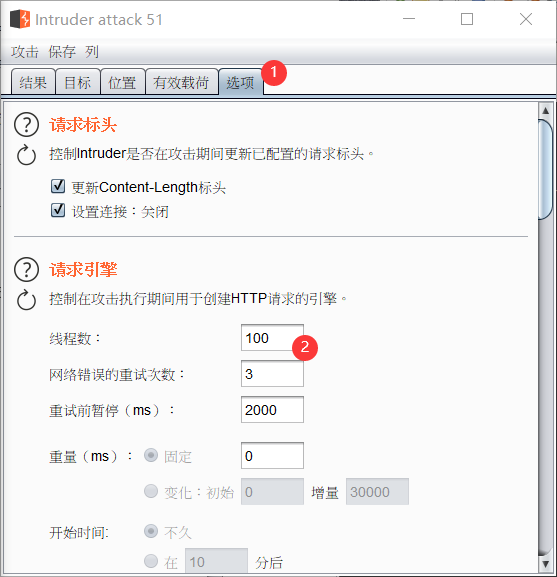 Intruder attack 51
攻击 保存 列
结果 目标 位置 有效载荷 选项 1
? 请求标头
控制Intruder是否在攻击期间更新已配置的请求标头。
更新Content-Length标头
设置连接：关闭
? 请求引擎
控制在攻击执行期间用于创建HTTP请求的引擎。
线程数： 100 2
网络错误的重试次数： 3
重试前暂停（ms）： 2000
重量（ms）： 固定 0
变化：初始 0 增量 30000
开始时间: 不久
在 10 分后